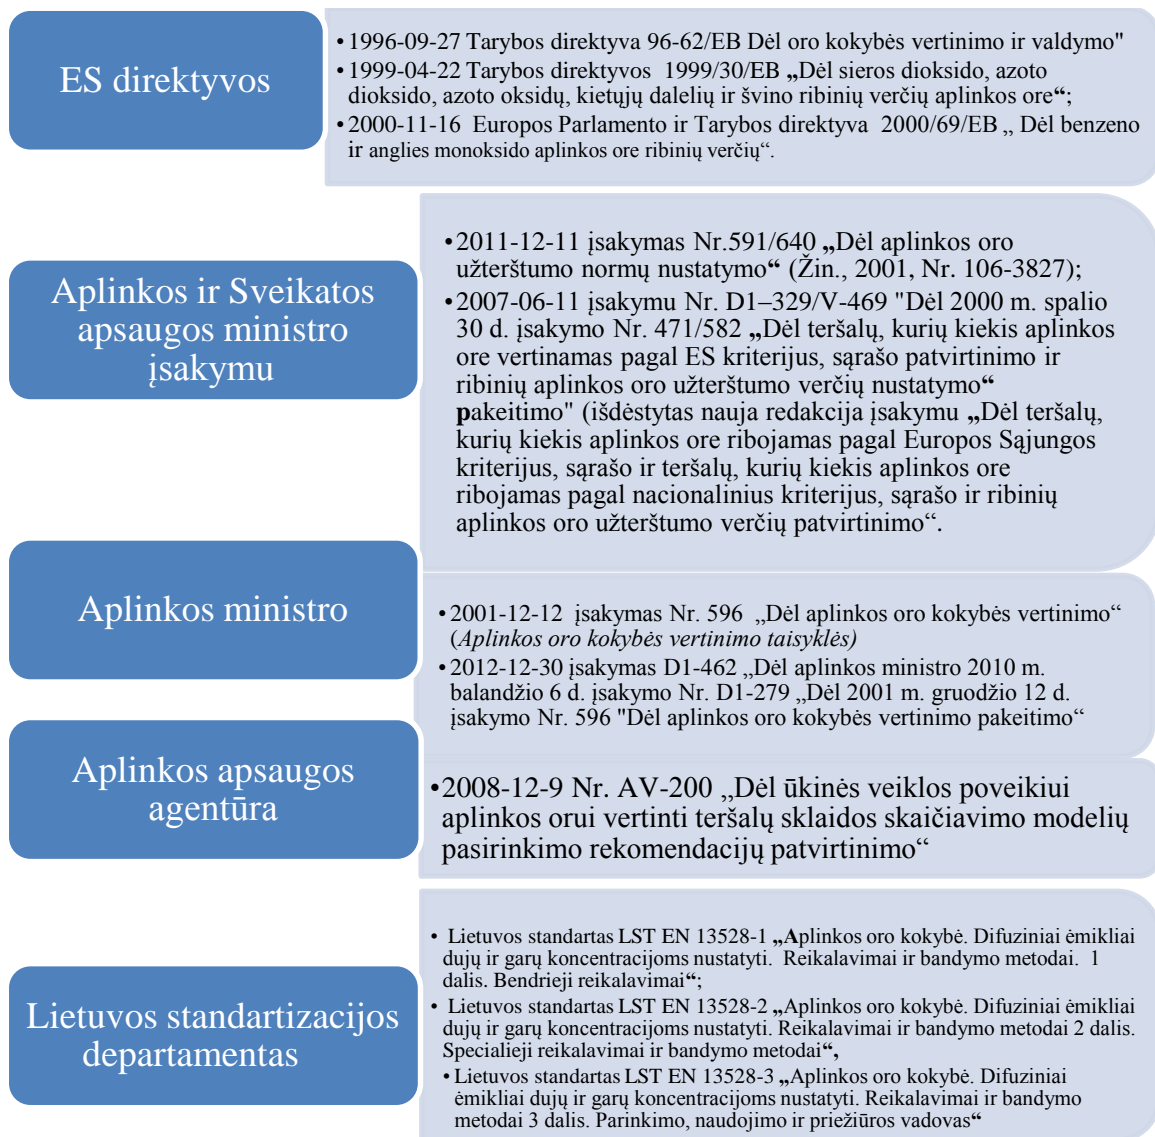 ES direktyvos
• 1996-09-27 Tarybos direktyva 96-62/EB Dėl oro kokybės vertinimo ir valdymo"
• 1999-04-22 Tarybos direktyvos 1999/30/EB „Dėl sieros dioksido, azoto
dioksido, azoto oksidų, kietųjų dalelių ir švino ribinių verčių aplinkos ore“;
• 2000-11-16 Europos Parlamento ir Tarybos direktyva 2000/69/EB „ Dėl benzeno
ir anglies monoksido aplinkos ore ribinių verčių“.
Aplinkos ir Sveikatos
apsaugos ministro
įsakymu
• 2011-12-11 įsakymas Nr.591/640 „Dėl aplinkos oro
užterštumo normų nustatymo“ (Žin., 2001, Nr. 106-3827);
• 2007-06-11 įsakymu Nr. D1–329/V-469 "Dėl 2000 m. spalio
30 d. įsakymo Nr. 471/582 „Dėl teršalų, kurių kiekis aplinkos
ore vertinamas pagal ES kriterijus, sąrašo patvirtinimo ir
ribinių aplinkos oro užterštumo verčių nustatymo“
pakeitimo" (išdėstytas nauja redakcija įsakymu „Dėl teršalų,
kurių kiekis aplinkos ore ribojamas pagal Europos Sąjungos
kriterijus, sąrašo ir teršalų, kurių kiekis aplinkos ore
ribojamas pagal nacionalinius kriterijus, sąrašo ir ribinių
aplinkos oro užterštumo verčių patvirtinimo“.
Aplinkos ministro
• 2001-12-12 įsakymas Nr. 596 „Dėl aplinkos oro kokybės vertinimo“
(Aplinkos oro kokybės vertinimo taisyklės)
• 2012-12-30 įsakymas D1-462 „Dėl aplinkos ministro 2010 m.
balandžio 6 d. įsakymo Nr. D1-279 „Dėl 2001 m. gruodžio 12 d.
įsakymo Nr. 596 "Dėl aplinkos oro kokybės vertinimo pakeitimo“
Aplinkos apsaugos
agentūra
• 2008-12-9 Nr. AV-200 „Dėl ūkinės veiklos poveikiui
aplinkos orui vertinti teršalų sklaidos skaičiavimo modelių
pasirinkimo rekomendacijų patvirtinimo“
Lietuvos standartizacijos
departamentas
• Lietuvos standartas LST EN 13528-1 „Aplinkos oro kokybė. Difuziniai ėmikliai
dujų ir garų koncentracijoms nustatyti. Reikalavimai ir bandymo metodai. 1
dalis. Bendrieji reikalavimai“;
• Lietuvos standartas LST EN 13528-2 „Aplinkos oro kokybė. Difuziniai ėmikliai
dujų ir garų koncentracijoms nustatyti. Reikalavimai ir bandymo metodai 2 dalis.
Specialieji reikalavimai ir bandymo metodai“,
• Lietuvos standartas LST EN 13528-3 „Aplinkos oro kokybė. Difuziniai
ėmikliai dujų ir garų koncentracijoms nustatyti. Reikalavimai ir bandymo
metodai 3 dalis. Parinkimo, naudojimo ir priežiūros vadovas“